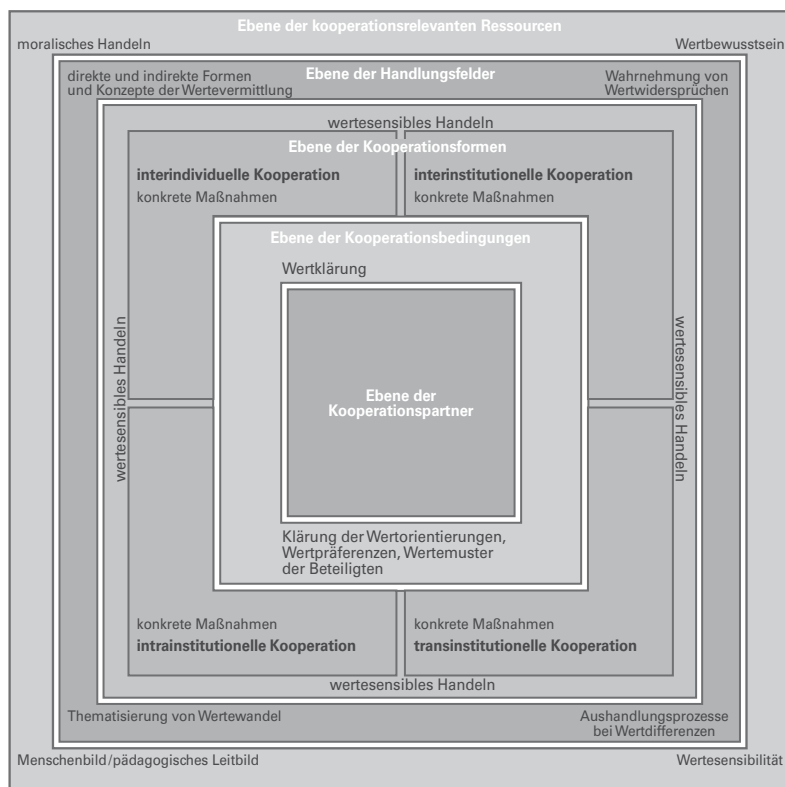 Ebene der kooperationsrelevanten Ressourcen
moralisches Handeln
Wertbewusstsein
Ebene der Handlungsfelder
direkte und indirekte Formen
und Konzepte der Wertevermittlung
Wahrnehmung von
Wertwidersprüchen
wertesensibles Handeln
Ebene der Kooperationsformen
interindividuelle Kooperation
konkrete Maßnahmen
interinstitutionelle Kooperation
konkrete Maßnahmen
Ebene der Kooperationsbedingungen
Wertklärung
wertesensibles Handeln
wertesensibles Handeln
Ebene der
Kooperationspartner
Klärung der Wertorientierungen,
Wertpräferenzen, Wertemuster
der Beteiligten
konkrete Maßnahmen
intrainstitutionelle Kooperation
konkrete Maßnahmen
transinstitutionelle Kooperation
wertesensibles Handeln
Thematisierung von Wertewandel
Aushandlungsprozesse
bei Wertdifferenzen
Menschenbild/pädagogisches Leitbild
Wertesensibilität